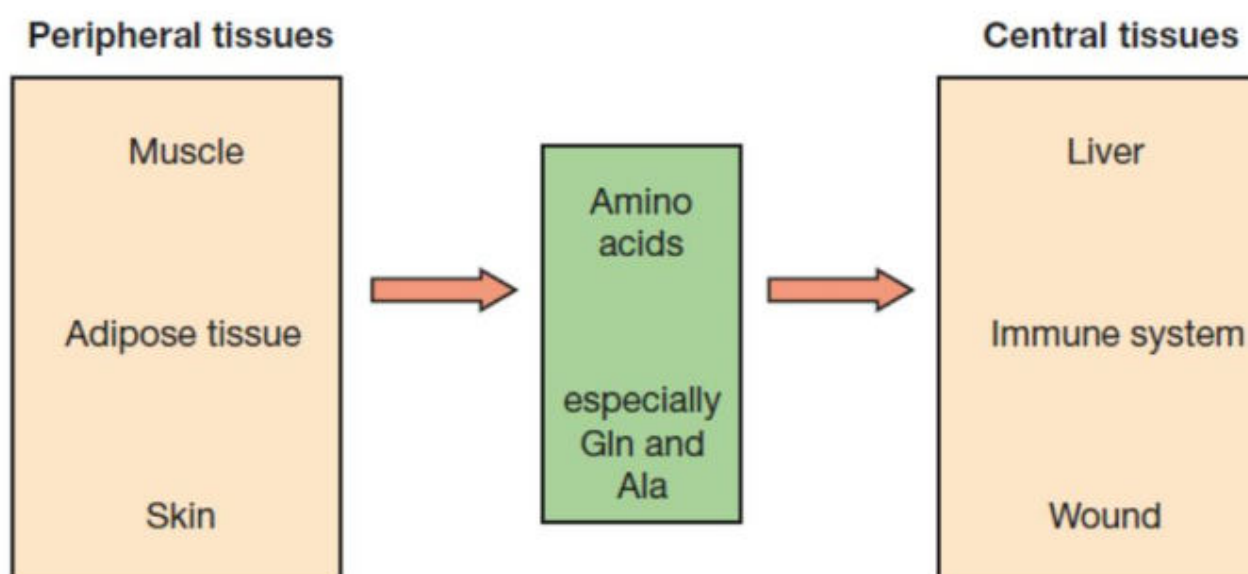 Peripheral tissues
Muscle
Adipose tissue
Skin
Amino
acids
especially
Gln and
Ala
Central tissues
Liver
Immune system
Wound